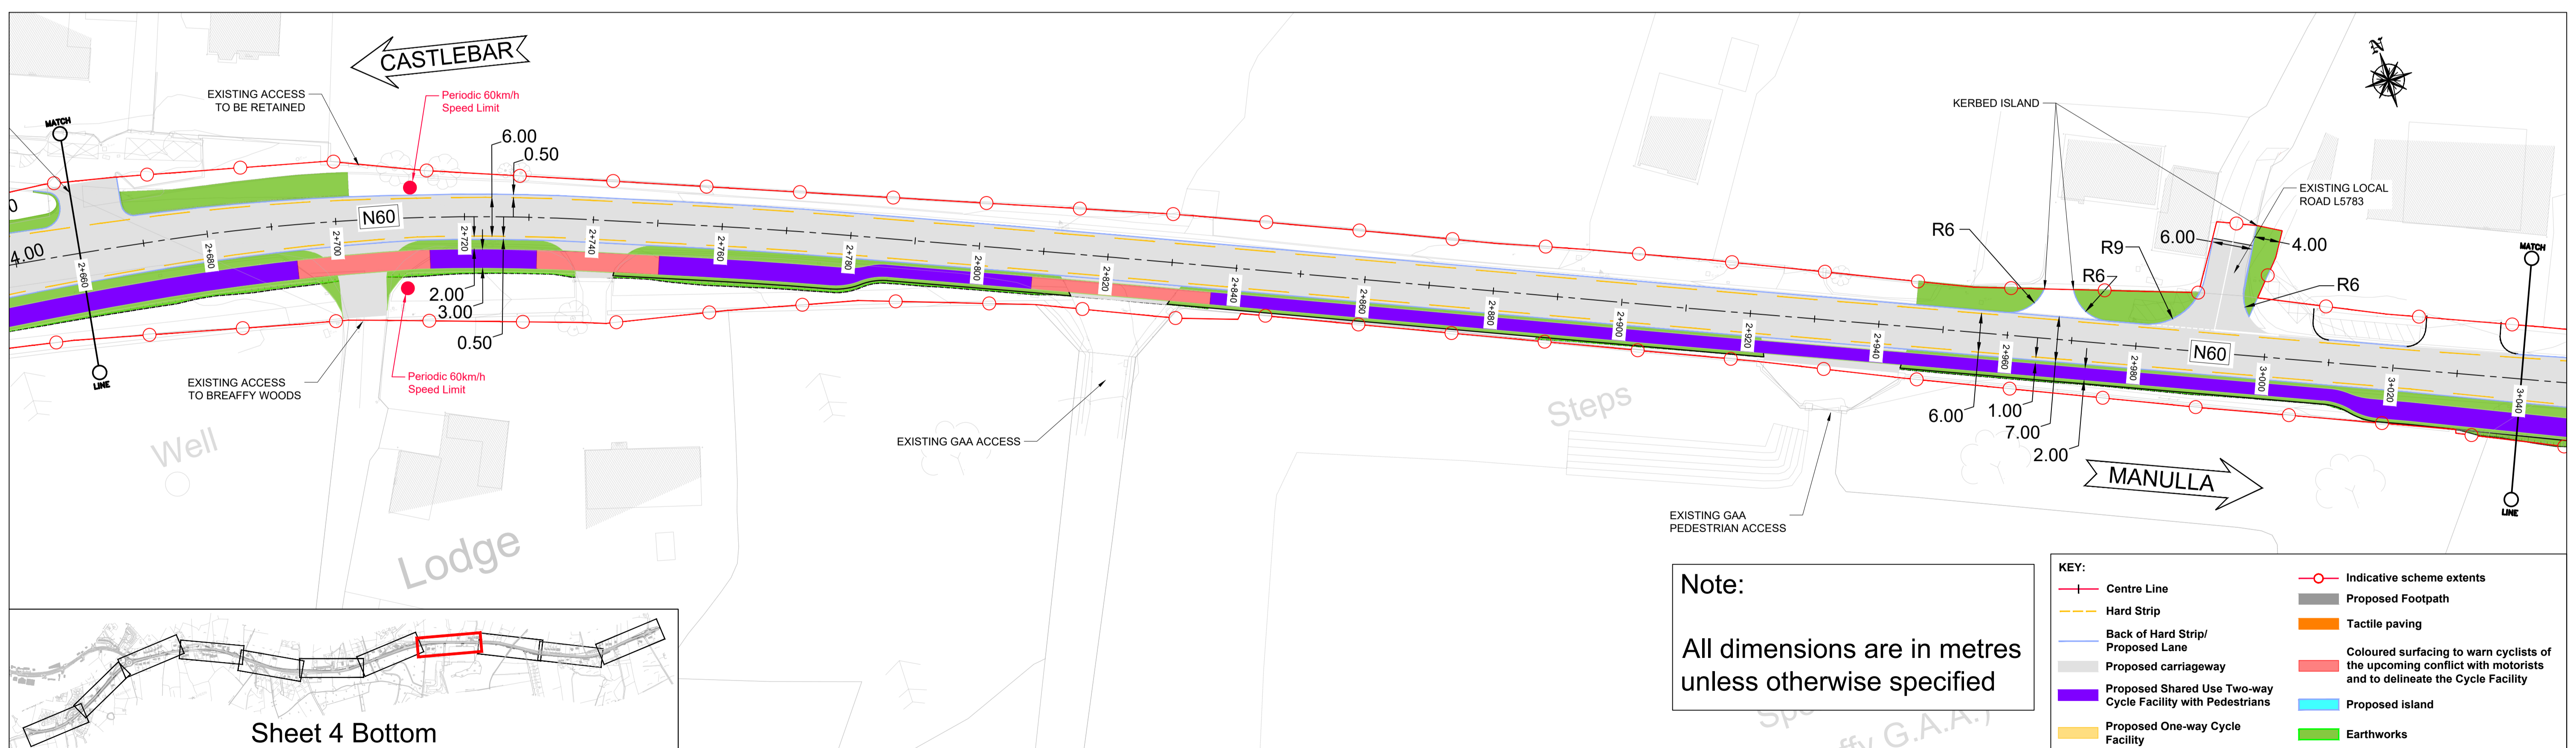 CASTLEBAR
N
EXISTING ACCESS
TO BE RETAINED
Periodic 60km/h
Speed Limit
MATCH
LINE
6.00
0.50
N60
0
4.00
2+660
2+680
2+700
2+720
2+740
2+760
2+780
2+800
2+820
2+840
2+860
2+880
2+900
2+920
2+940
2+960
2+980
3+000
3+020
3+040
2.00
3.00
0.50
EXISTING ACCESS
TO BREAFFY WOODS
Periodic 60km/h
Speed Limit
Well
Lodge
EXISTING GAA ACCESS
Steps
EXISTING GAA
PEDESTRIAN ACCESS
KERBED ISLAND
EXISTING LOCAL
ROAD L5783
R6
R9
R6
6.00
4.00
R6
N60
6.00
1.00
7.00
2.00
MANULLA
MATCH
LINE
Sheet 4 Bottom
Note:
All dimensions are in metres
unless otherwise specified
ffy G.A.A.)
KEY:
Centre Line
Hard Strip
Back of Hard Strip/
Proposed Lane
Proposed carriageway
Proposed Shared Use Two-way
Cycle Facility with Pedestrians
Proposed One-way Cycle
Facility
Indicative scheme extents
Proposed Footpath
Tactile paving
Coloured surfacing to warn cyclists of
the upcoming conflict with motorists
and to delineate the Cycle Facility
Proposed island
Earthworks